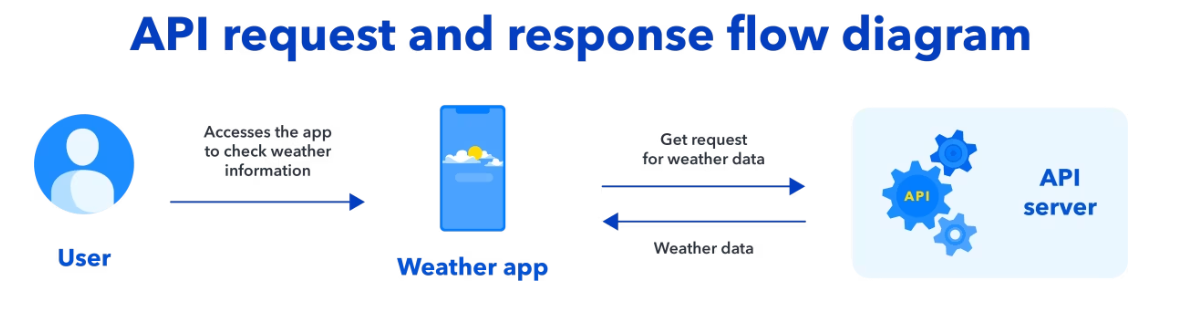 API request and response flow diagram
Accesses the app
to check weather
information
Get request
for weather data
API
API
server
Weather data
User
Weather app